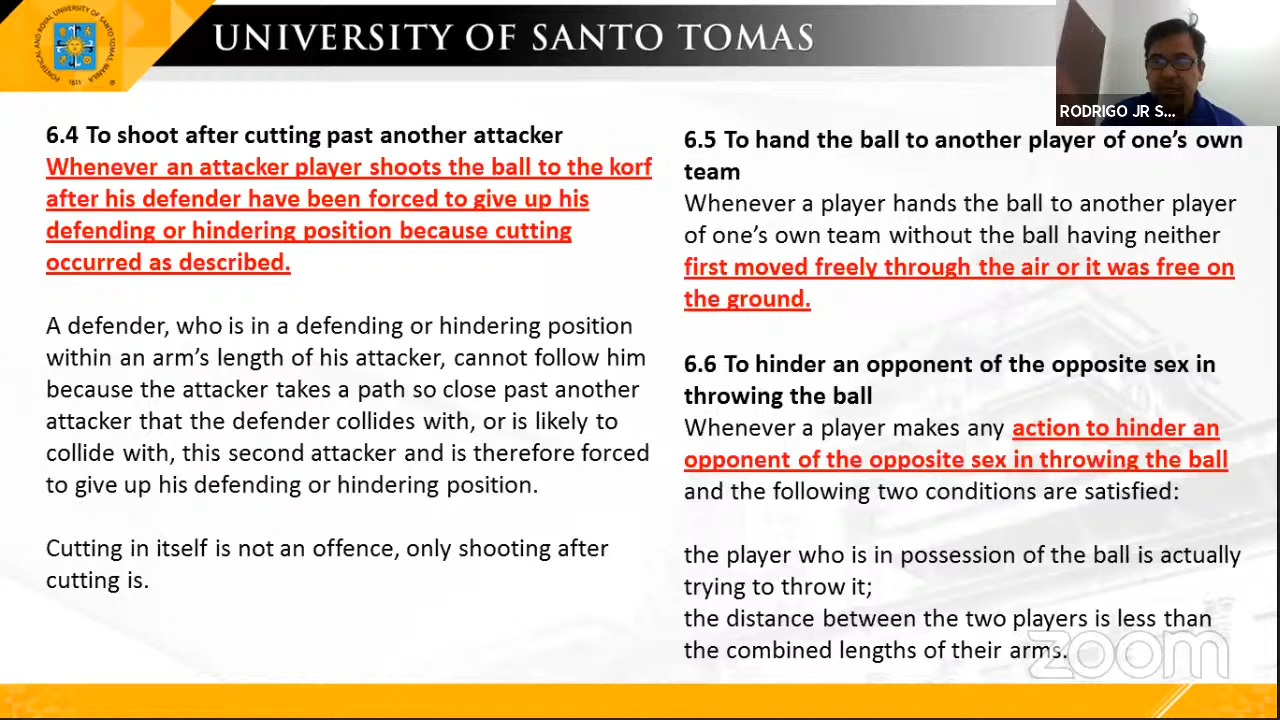 UNIVERSITY OF SANTO TOMAS
PONTIFICAL AND ROYAL UNIVERSITY OF SANTO TOMAS MANILA
1611
RODRIGO JR S...
6.4 To shoot after cutting past another attacker
Whenever an attacker player shoots the ball to the korf
after his defender have been forced to give up his
defending or hindering position because cutting
occurred as described.
A defender, who is in a defending or hindering position
within an arm's length of his attacker, cannot follow him
because the attacker takes a path so close past another
attacker that the defender collides with, or is likely to
collide with, this second attacker and is therefore forced
to give up his defending or hindering position.
Cutting in itself is not an offence, only shooting after
cutting is.
6.5 To hand the ball to another player of one's own
team
Whenever a player hands the ball to another player
of one's own team without the ball having neither
first moved freely through the air or it was free on
the ground.
6.6 To hinder an opponent of the opposite sex in
throwing the ball
Whenever a player makes any action to hinder an
opponent of the opposite sex in throwing the ball
and the following two conditions are satisfied:
the player who is in possession of the ball is actually
trying to throw it;
the distance between the two players is less than
the combined lengths of their arms.
zoom